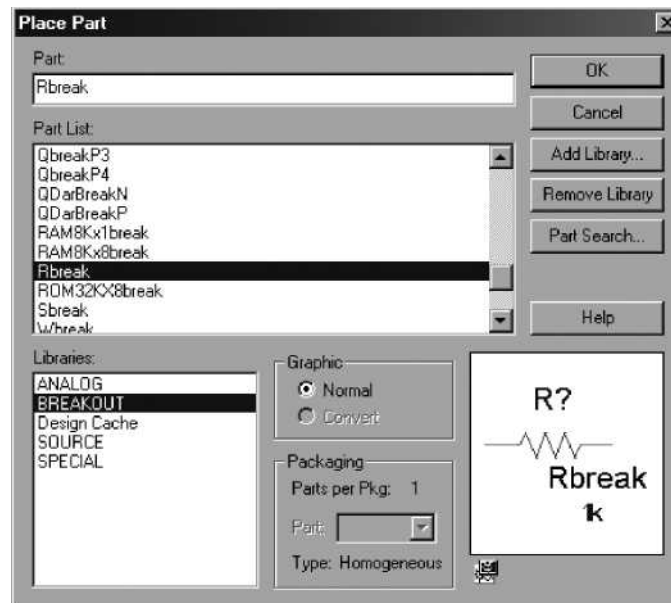 Place Part
Part:
Rbreak
Part List:
QbreakP3
QbreakP4
QDarBreakN
QDarBreakP
RAM8Kx1break
RAM8Kx8break
Rbreak
ROM32KX8break
Sbreak
Wbreak
OK
Cancel
Add Library...
Remove Library
Part Search...
Help
Libraries:
ANALOG
BREAKOUT
Design Cache
SOURCE
SPECIAL
Graphic
Normal
Convert
Packaging
Parts per Pkg: 1
Part:
Type: Homogeneous
R?
Rbreak
1k